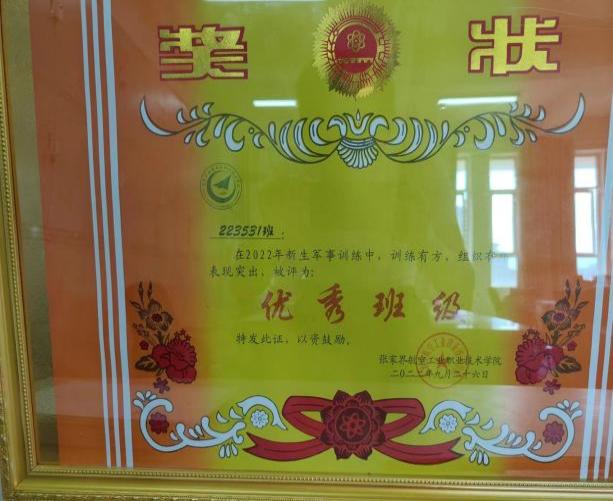 奖状
223531班：
在2022年新生军事训练中，训练有方，组织
表现突出，被评为：
优秀班级
特发此证，以资鼓励。
张家界航空工业职业技术学院
二〇二二年九月二十六日